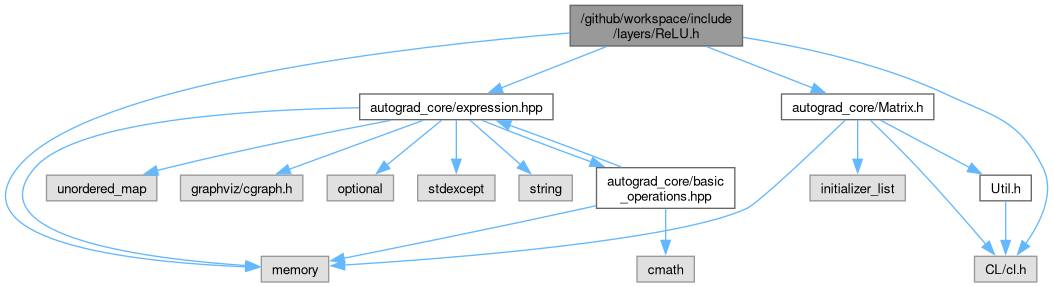 /github/workspace/include
/layers/ReLU.h
autograd_core/expression.hpp
autograd_core/Matrix.h
unordered_map
graphviz/cgraph.h
optional
stdexcept
string
autograd_core/basic
_operations.hpp
initializer_list
Util.h
memory
cmath
CL/cl.h